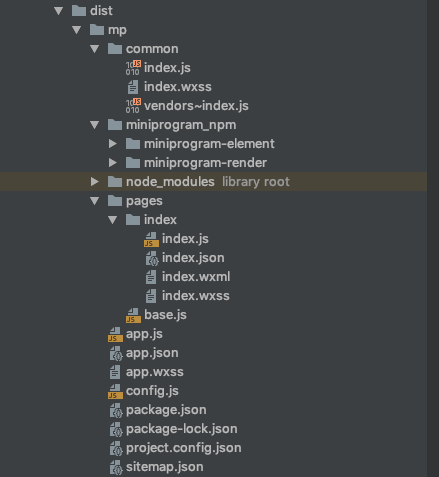 dist
mp
common
index.js
index.wxss
vendors~index.js
miniprogram_npm
miniprogram-element
miniprogram-render
node_modules library root
pages
index
index.js
index.json
index.wxml
index.wxss
base.js
app.js
app.json
app.wxss
config.js
package.json
package-lock.json
project.config.json
sitemap.json